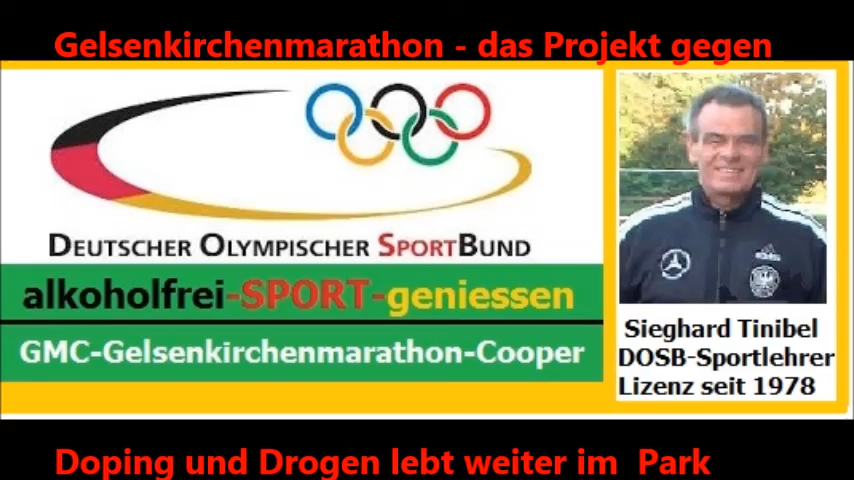 Gelsenkirchenmarathon - das Projekt gegen
DEUTSCHER OLYMPISCHER SPORTBUND
alkoholfrei-SPORT-geniessen
GMC-Gelsenkirchenmarathon-Cooper
adidas
Sieghard Tinibel
DOSB-Sportlehrer
Lizenz seit 1978
Doping und Drogen lebt weiter im Park